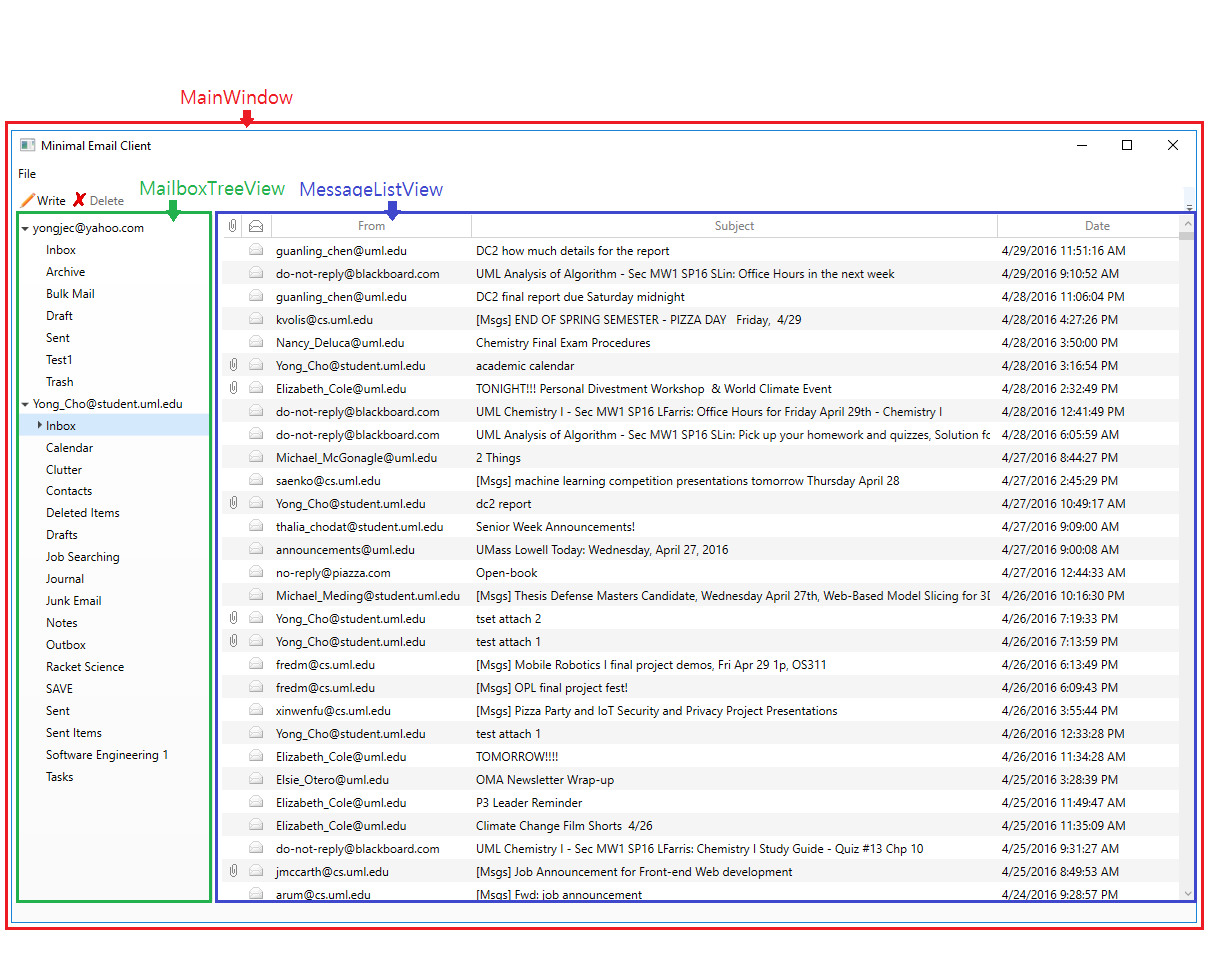 MainWindow
Minimal Email Client
File
Write Delete
MailboxTreeView MessageListView
yongjec@yahoo.com
Inbox
Archive
Bulk Mail
Draft
Sent
Test1
Trash
Yong_Cho@student.uml.edu
Inbox
Calendar
Clutter
Contacts
Deleted Items
Drafts
Job Searching
Journal
Junk Email
Notes
Outbox
Racket Science
SAVE
Sent
Sent Items
Software Engineering 1
Tasks
From Subject Date
guanling_chen@uml.edu DC2 how much details for the report 4/29/2016 11:51:16 AM
do-not-reply@blackboard.com UML Analysis of Algorithm - Sec MW1 SP16 SLin: Office Hours in the next week 4/29/2016 9:10:52 AM
guanling_chen@uml.edu DC2 final report due Saturday midnight 4/28/2016 11:06:04 PM
kvolis@cs.uml.edu [Msgs] END OF SPRING SEMESTER - PIZZA DAY Friday, 4/29 4/28/2016 4:27:26 PM
Nancy_Deluca@uml.edu Chemistry Final Exam Procedures 4/28/2016 3:50:00 PM
Yong_Cho@student.uml.edu academic calendar 4/28/2016 3:16:54 PM
Elizabeth_Cole@uml.edu TONIGHT!!! Personal Divestment Workshop & World Climate Event 4/28/2016 2:32:49 PM
do-not-reply@blackboard.com UML Chemistry I - Sec MW1 SP16 LFarris: Office Hours for Friday April 29th - Chemistry I 4/28/2016 12:41:49 PM
do-not-reply@blackboard.com UML Analysis of Algorithm - Sec MW1 SP16 SLin: Pick up your homework and quizzes, Solution fo 4/28/2016 6:05:59 AM
Michael_McGonagle@uml.edu 2 Things 4/27/2016 8:44:27 PM
saenko@cs.uml.edu [Msgs] machine learning competition presentations tomorrow Thursday April 28 4/27/2016 2:45:29 PM
Yong_Cho@student.uml.edu dc2 report 4/27/2016 10:49:17 AM
thalia_chodat@student.uml.edu Senior Week Announcements! 4/27/2016 9:09:00 AM
announcements@uml.edu UMass Lowell Today: Wednesday, April 27, 2016 4/27/2016 9:00:08 AM
no-reply@piazza.com Open-book 4/27/2016 12:44:33 AM
Michael_Meding@student.uml.edu [Msgs] Thesis Defense Masters Candidate, Wednesday April 27th, Web-Based Model Slicing for 3D 4/26/2016 10:16:30 PM
Yong_Cho@student.uml.edu tset attach 2 4/26/2016 7:19:33 PM
Yong_Cho@student.uml.edu test attach 1 4/26/2016 7:13:59 PM
fredm@cs.uml.edu [Msgs] Mobile Robotics I final project demos, Fri Apr 29 1p, OS311 4/26/2016 6:13:49 PM
fredm@cs.uml.edu [Msgs] OPL final project fest! 4/26/2016 6:09:43 PM
xinwenfu@cs.uml.edu [Msgs] Pizza Party and IoT Security and Privacy Project Presentations 4/26/2016 3:55:44 PM
Yong_Cho@student.uml.edu test attach 1 4/26/2016 12:33:28 PM
Elizabeth_Cole@uml.edu TOMORROW!!!! 4/26/2016 11:34:28 AM
Elsie_Otero@uml.edu OMA Newsletter Wrap-up 4/25/2016 3:28:39 PM
Elizabeth_Cole@uml.edu P3 Leader Reminder 4/25/2016 11:49:47 AM
Elizabeth_Cole@uml.edu Climate Change Film Shorts 4/26 4/25/2016 11:35:09 AM
do-not-reply@blackboard.com UML Chemistry I - Sec MW1 SP16 LFarris: Chemistry I Study Guide - Quiz #13 Chp 10 4/25/2016 9:31:27 AM
jmccarth@cs.uml.edu [Msgs] Job Announcement for Front-end Web development 4/25/2016 8:49:53 AM
arum@cs.uml.edu [Msgs] Fwd: job announcement 4/24/2016 9:28:57 PM